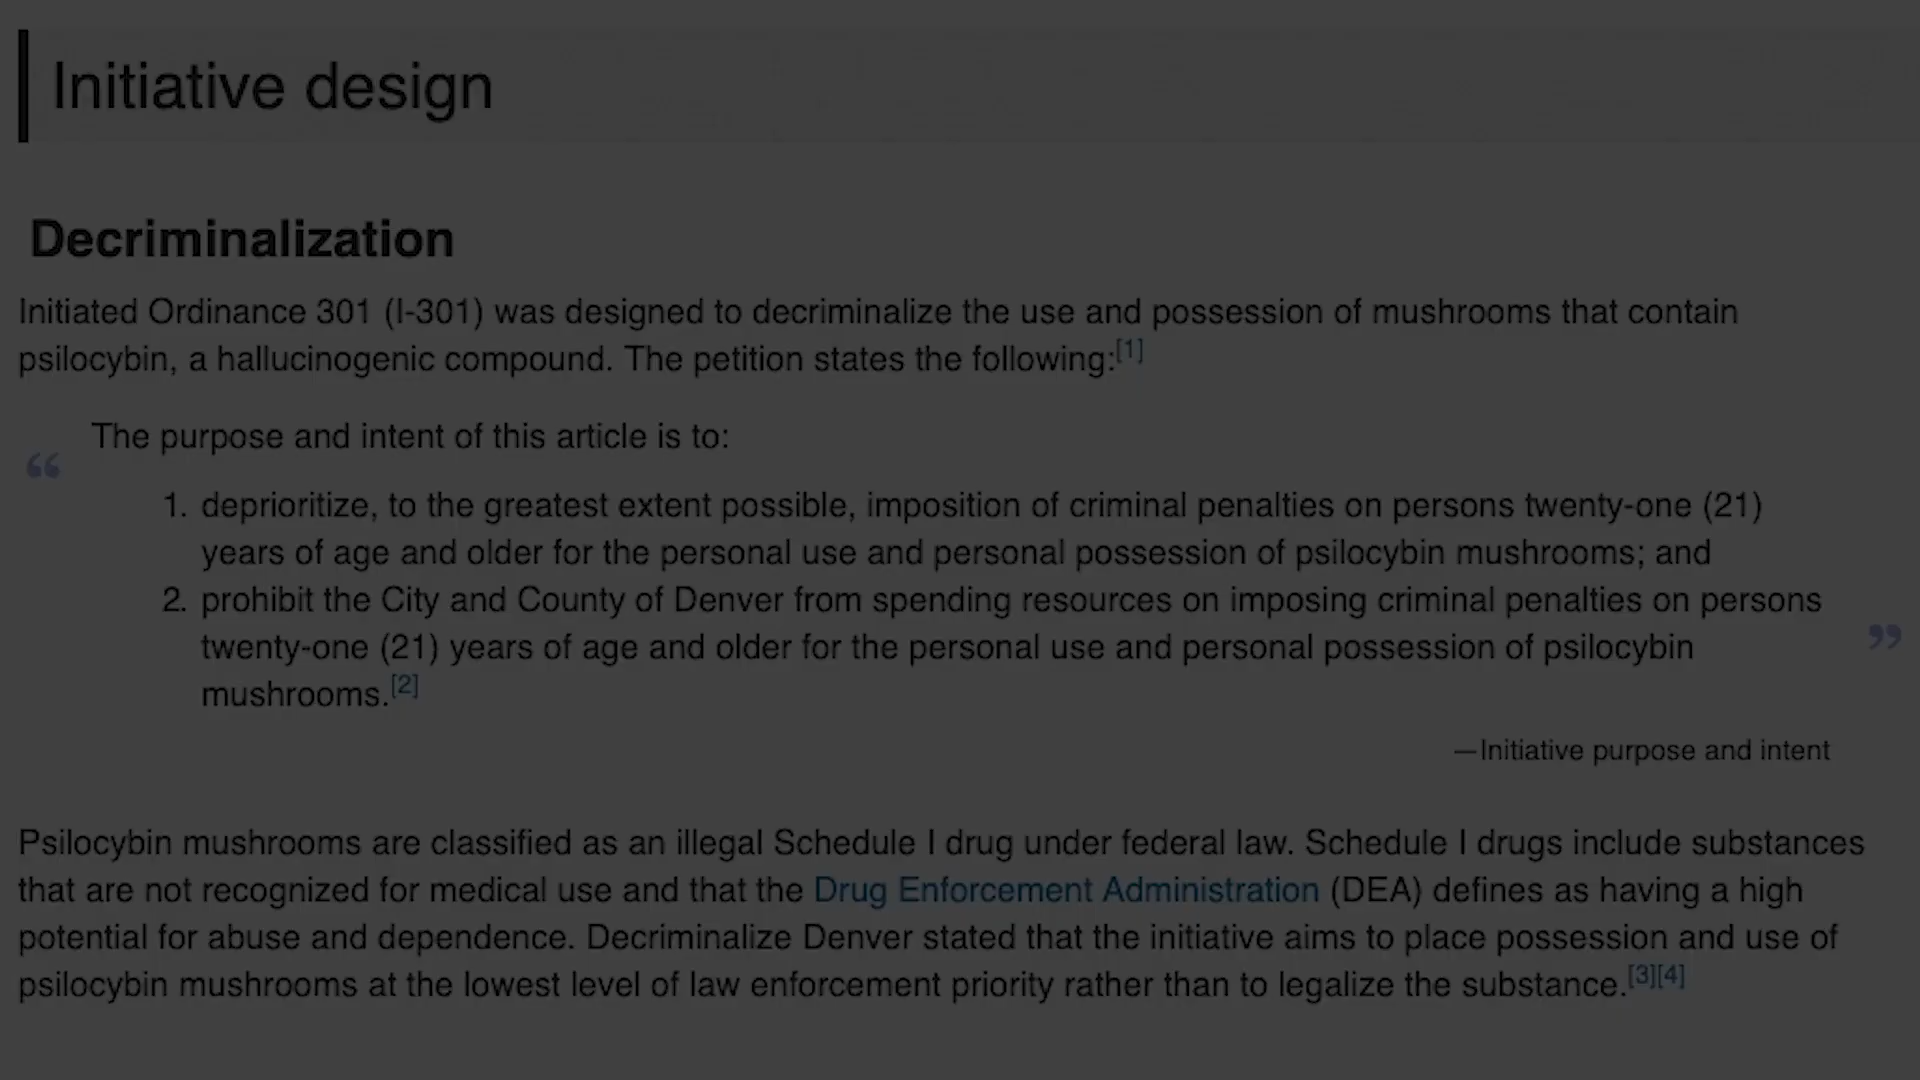 Initiative design
Decriminalization
Initiated Ordinance 301 (I-301) was designed to decriminalize the use and possession of mushrooms that contain
psilocybin, a hallucinogenic compound. The petition states the following:[1]
The purpose and intent of this article is to:
“
1. deprioritize, to the greatest extent possible, imposition of criminal penalties on persons twenty-one (21)
years of age and older for the personal use and personal possession of psilocybin mushrooms; and
2. prohibit the City and County of Denver from spending resources on imposing criminal penalties on persons
twenty-one (21) years of age and older for the personal use and personal possession of psilocybin
mushrooms.[2]
”
—Initiative purpose and intent
Psilocybin mushrooms are classified as an illegal Schedule I drug under federal law. Schedule I drugs include substances
that are not recognized for medical use and that the Drug Enforcement Administration (DEA) defines as having a high
potential for abuse and dependence. Decriminalize Denver stated that the initiative aims to place possession and use of
psilocybin mushrooms at the lowest level of law enforcement priority rather than to legalize the substance.[3][4]